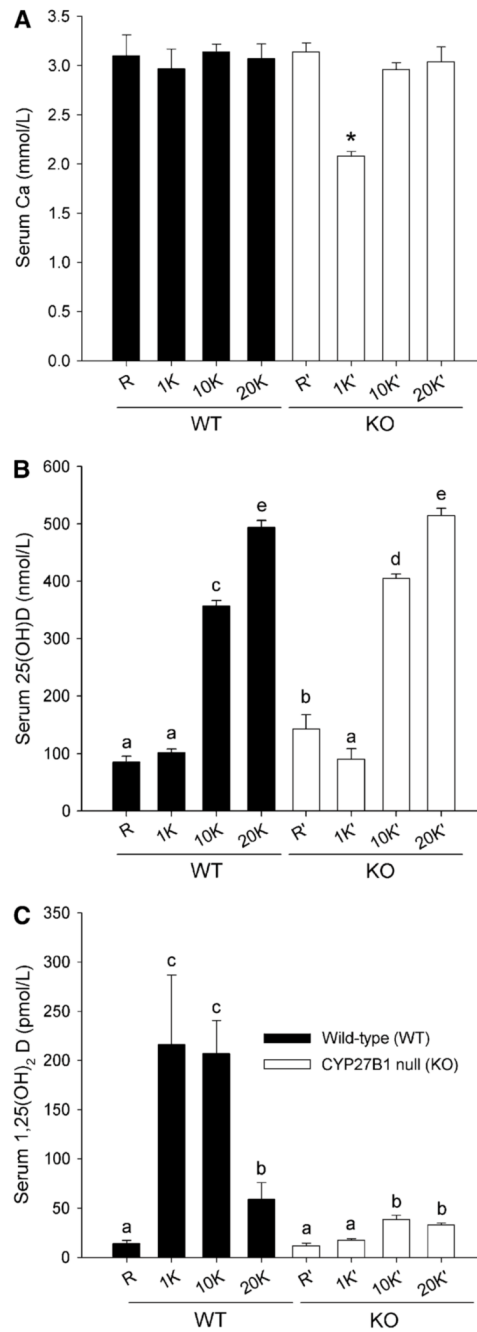 A
Serum Ca (mmol/L)
3.5
3.0
2.5
2.0
1.5
1.0
0.5
0.0
*
R 1K 10K 20K R' 1K' 10K' 20K'
WT KO
B
Serum 25(OH)D (nmol/L)
600
500
400
300
200
100
0
a a c e b a d e
R 1K 10K 20K R' 1K' 10K' 20K'
WT KO
C
Serum 1,25(OH)2 D (pmol/L)
350
300
250
200
150
100
50
0
a c c b a a b b
Wild-type (WT)
CYP27B1 null (KO)
R 1K 10K 20K R' 1K' 10K' 20K'
WT KO